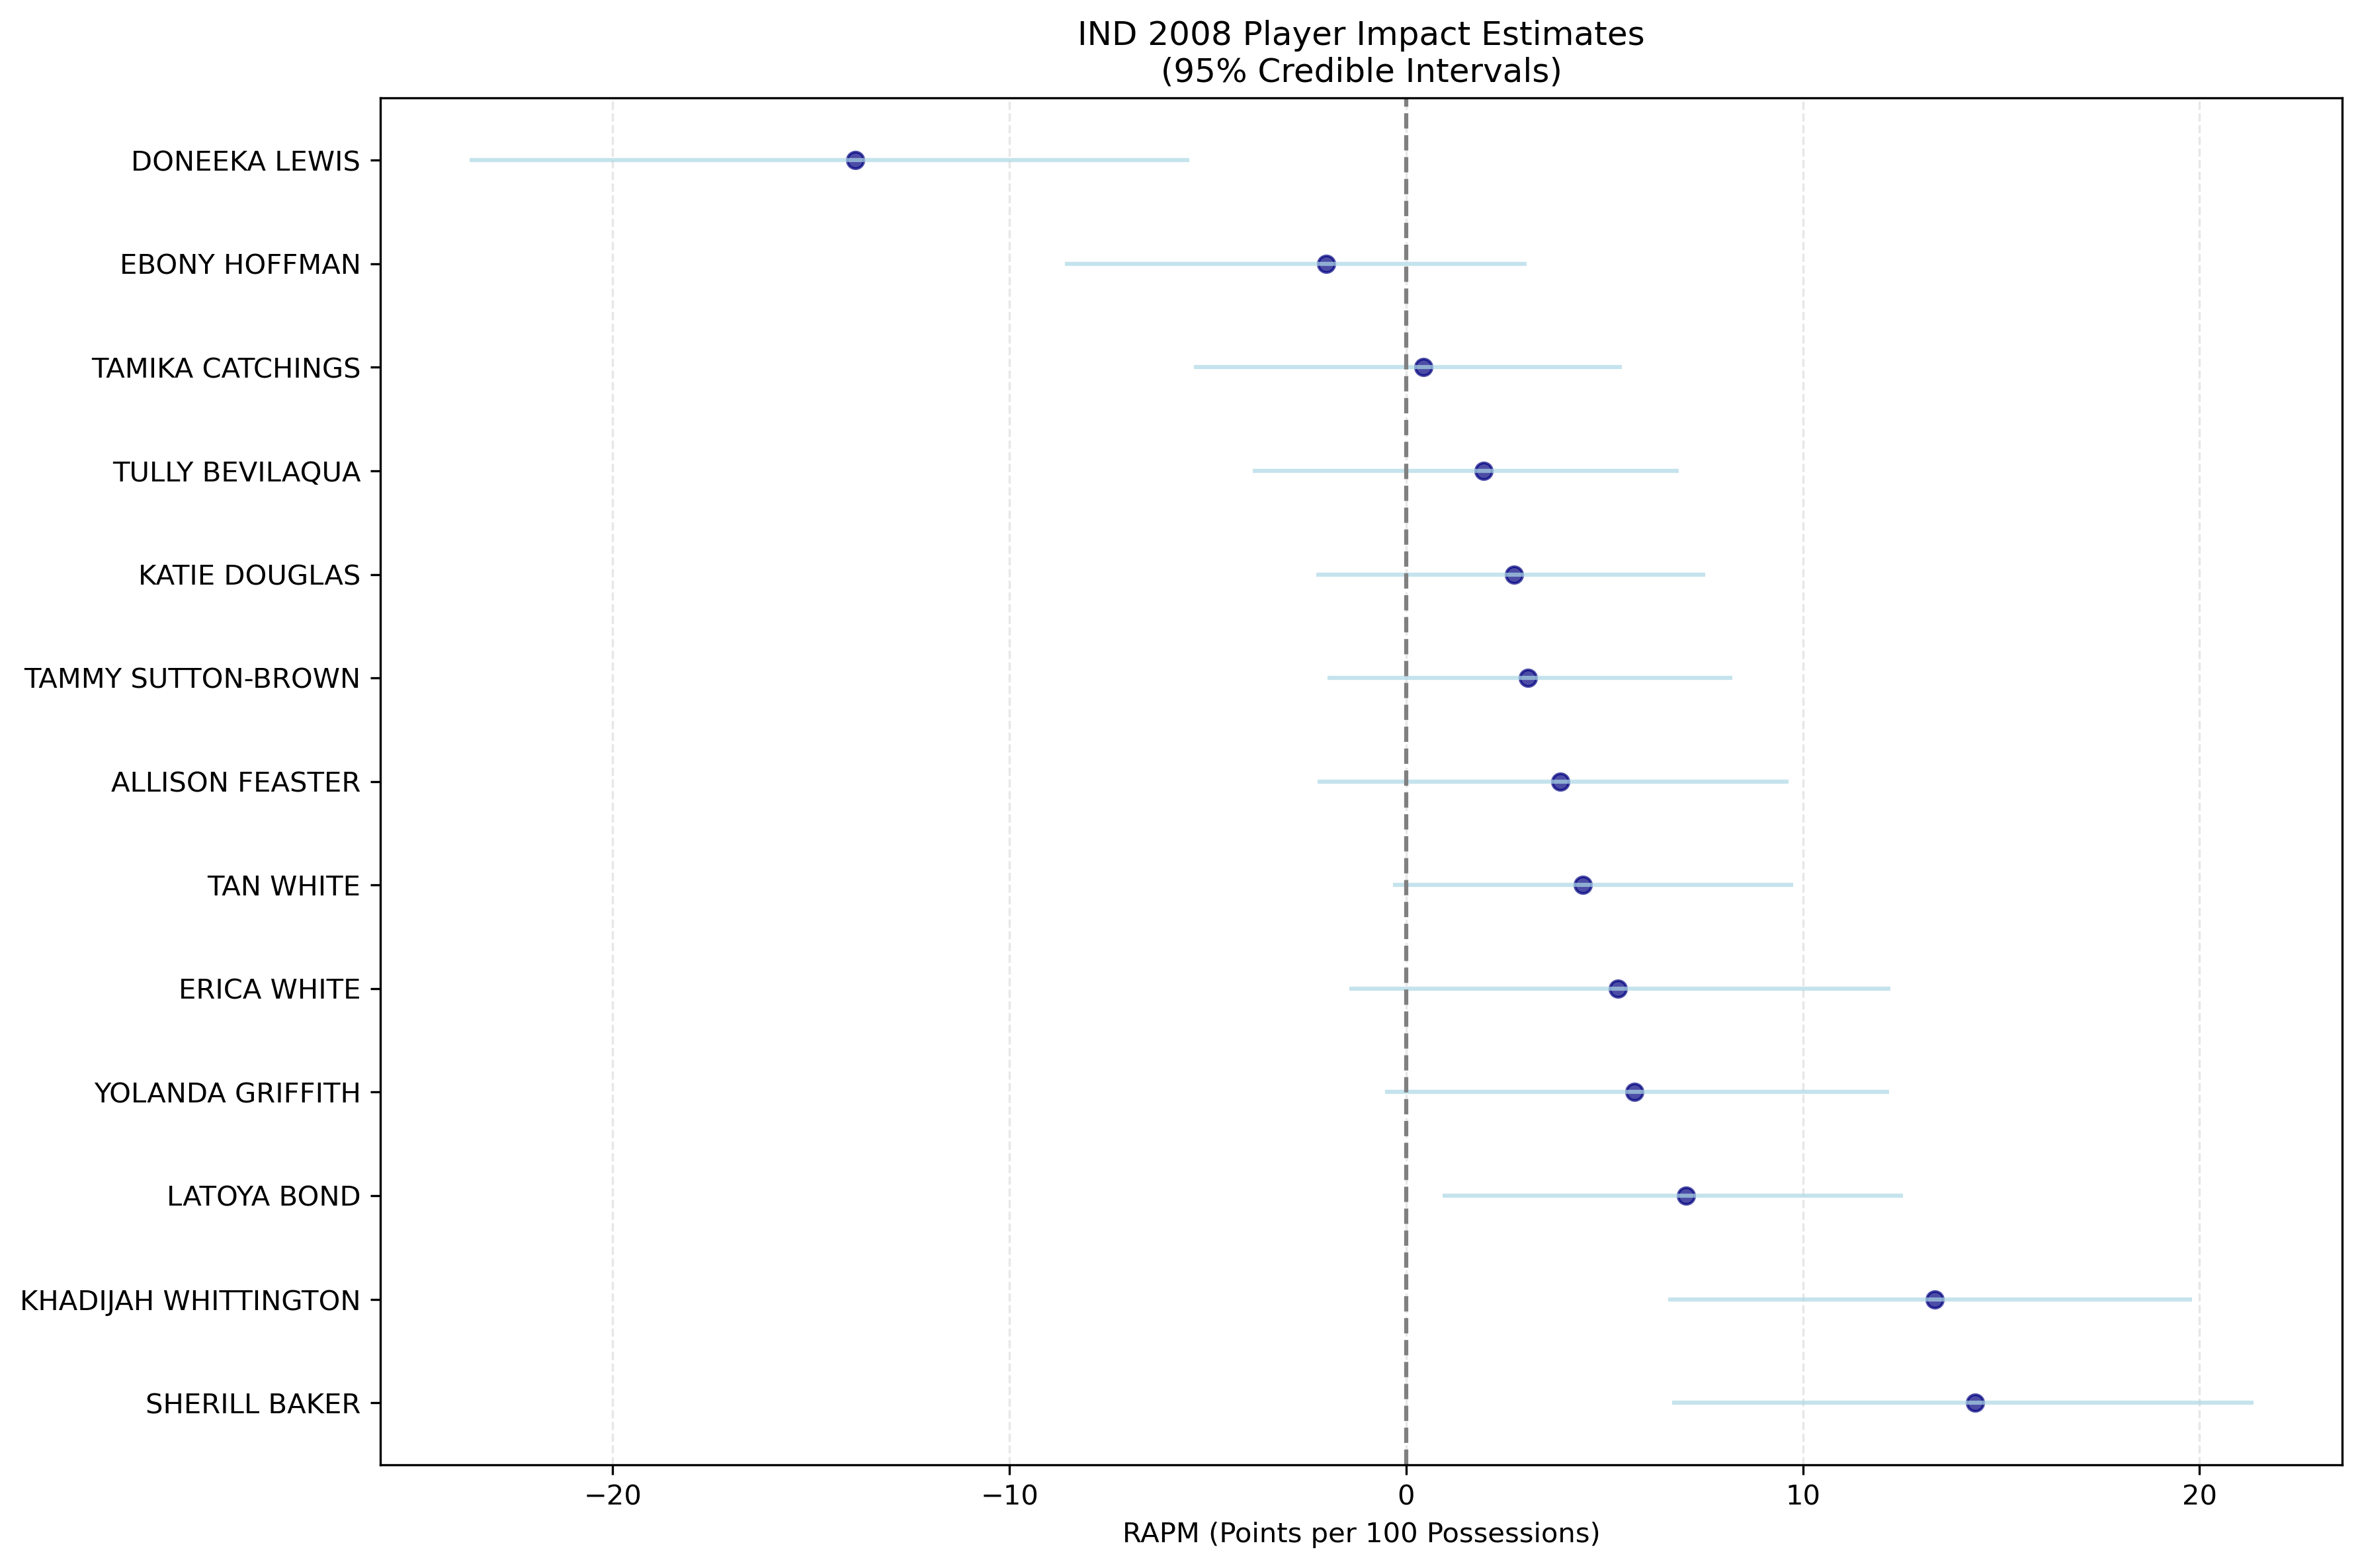 IND 2008 Player Impact Estimates
(95% Credible Intervals)
DONEEKA LEWIS
EBONY HOFFMAN
TAMIKA CATCHINGS
TULLY BEVILAQUA
KATIE DOUGLAS
TAMMY SUTTON-BROWN
ALLISON FEASTER
TAN WHITE
ERICA WHITE
YOLANDA GRIFFITH
LATOYA BOND
KHADIJAH WHITTINGTON
SHERILL BAKER
−20 −10 0 10 20
RAPM (Points per 100 Possessions)